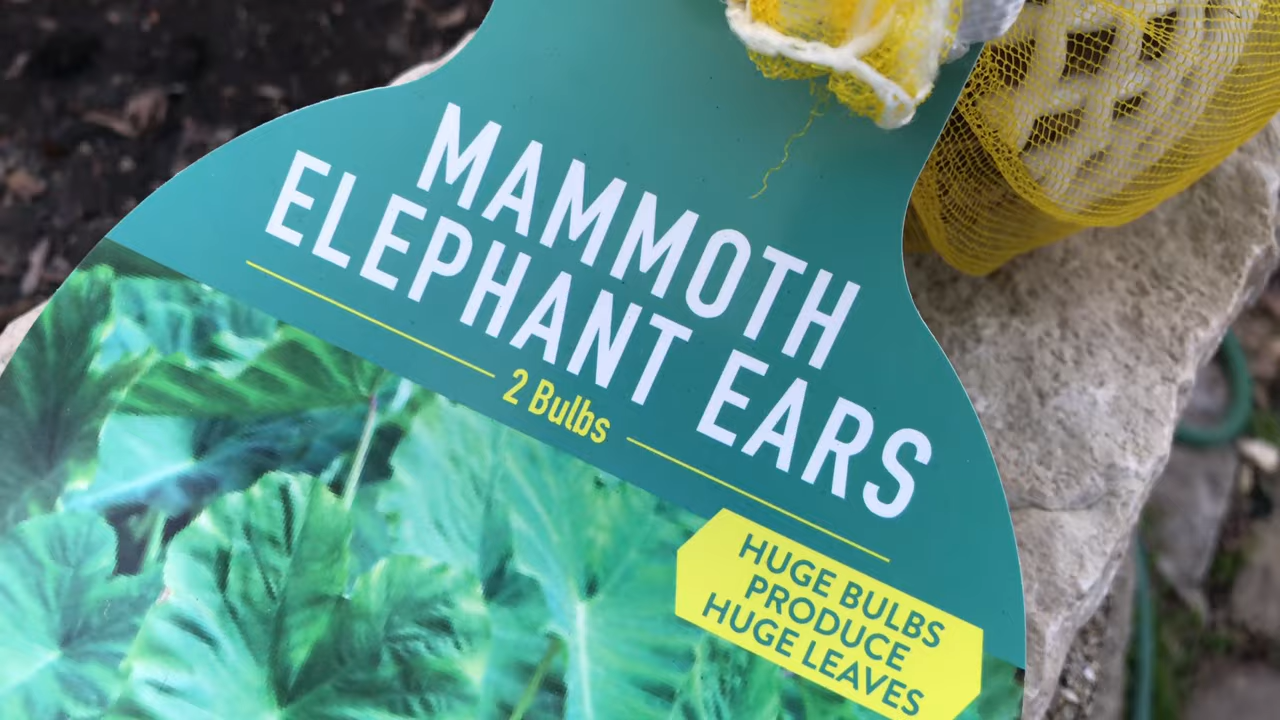 MAMMOTH
ELEPHANT EARS
2 Bulbs
HUGE BULBS
PRODUCE
HUGE LEAVES